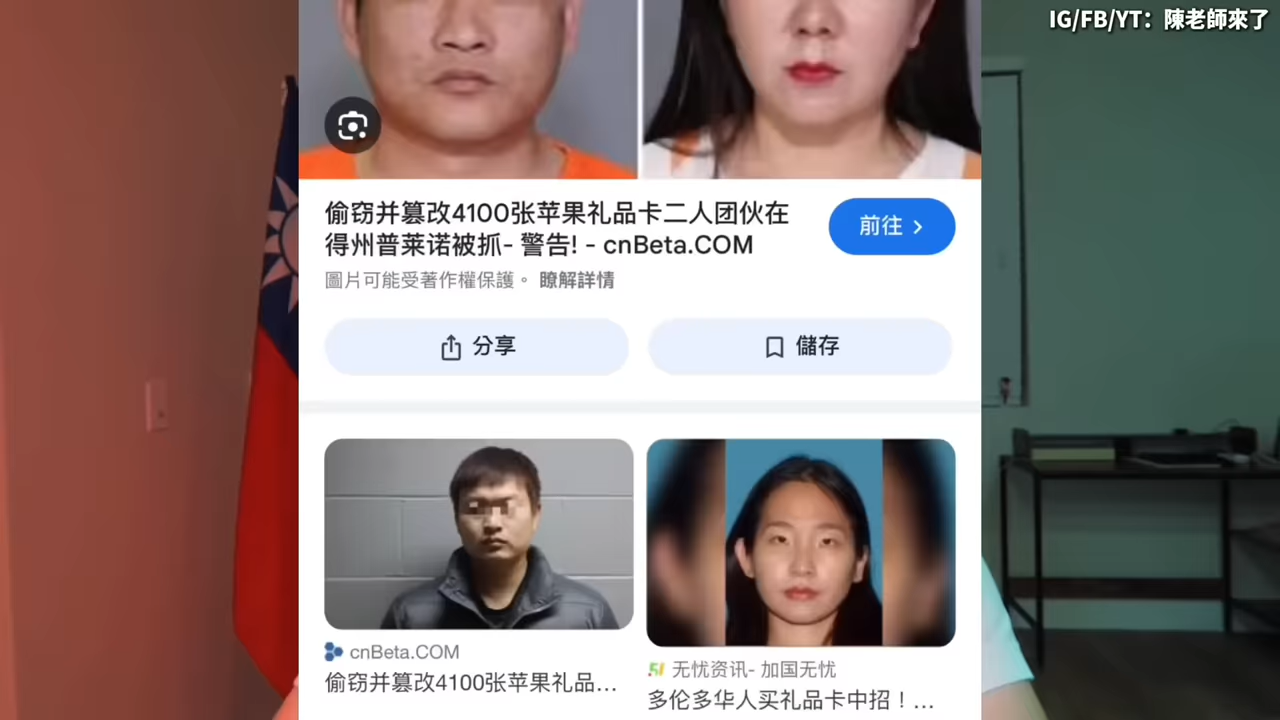 IG/FB/YT：陳老師來了
偷窃并篡改4100张苹果礼品卡二人团伙在
得州普莱诺被抓- 警告! - cnBeta.COM
前往
圖片可能受著作權保護。 瞭解詳情
分享
儲存
cnBeta.COM
偷窃并篡改4100张苹果礼品...
51 无忧资讯- 加国无忧
多伦多华人买礼品卡中招！...